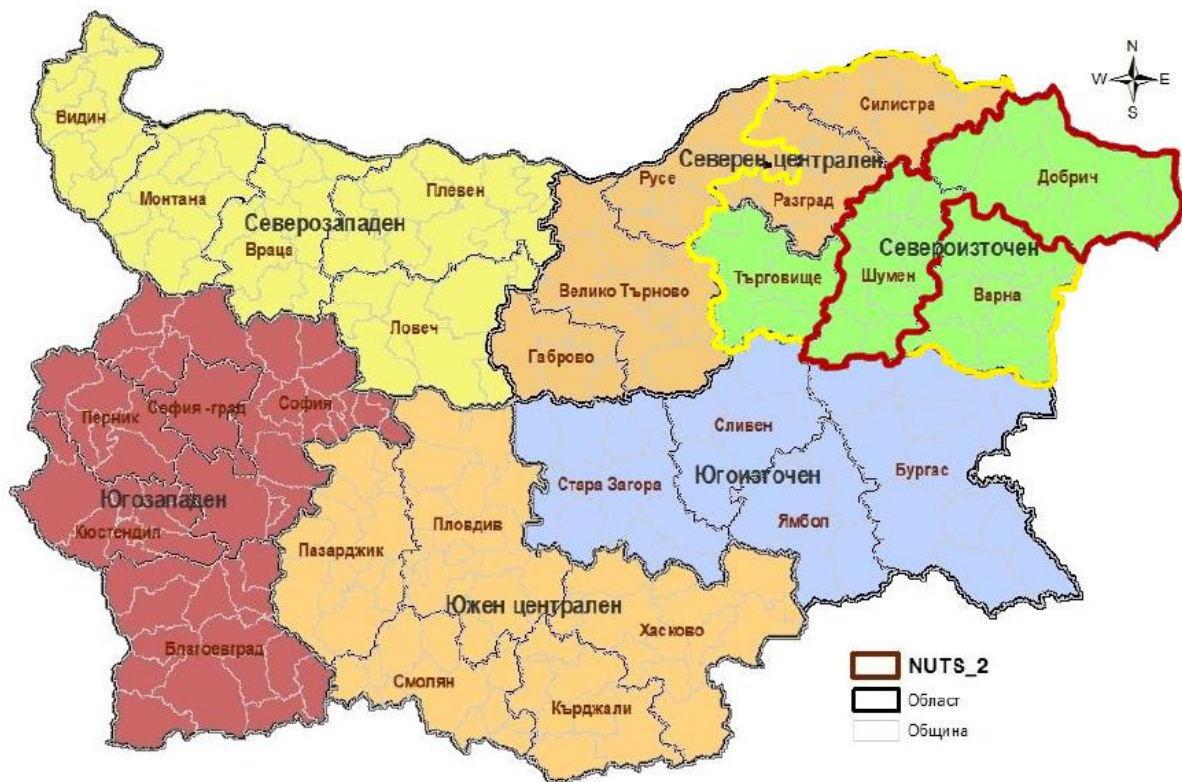 N
W E
S
Видин
Монтана
Враца
Плевен
Северозападен
Ловеч
Силистра
Северен централен
Русе
Разград
Добрич
Североизточен
Търговище
Шумен
Варна
Велико Търново
Габрово
Перник
София -град
София
Югозападен
Кюстендил
Благоевград
Сливен
Бургас
Стара Загора
Югоизточен
Ямбол
Пловдив
Пазарджик
Южен централен
Хасково
Смолян
Кърджали
NUTS_2
Област
Община